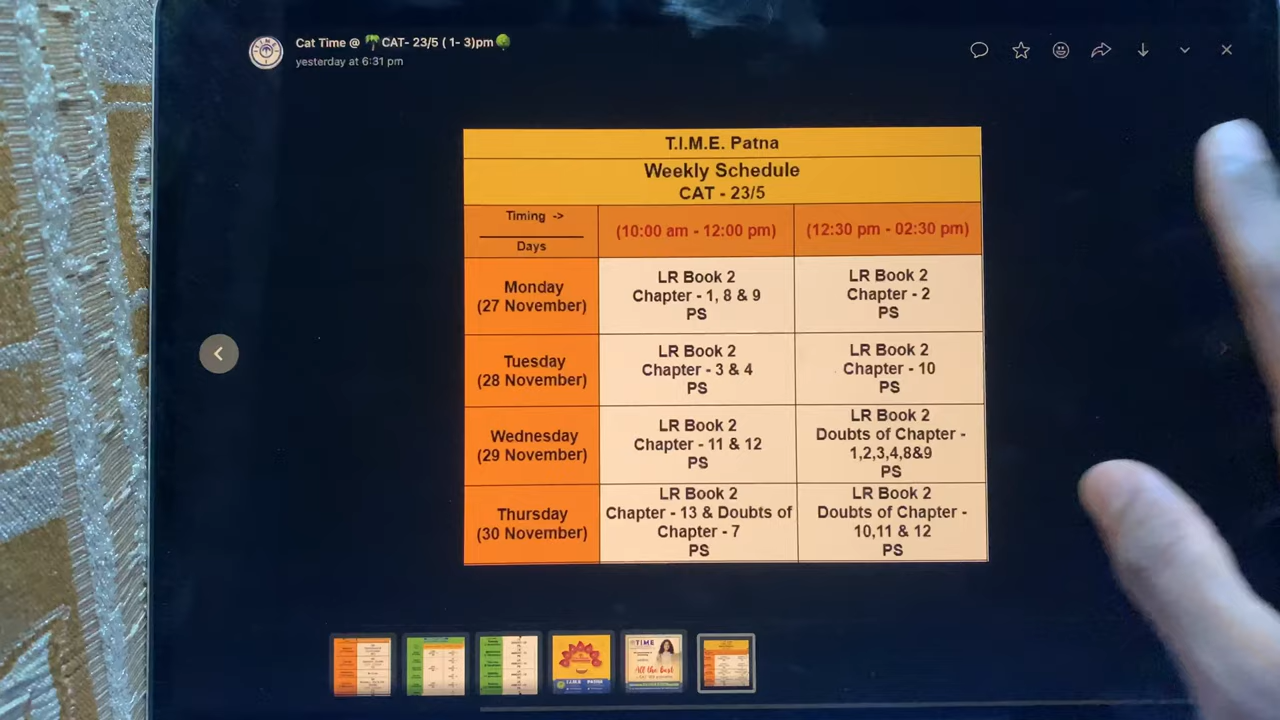 Cat Time @ 🌴CAT- 23/5 ( 1- 3)pm🌳
yesterday at 6:31 pm
T.I.M.E. Patna
Weekly Schedule
CAT - 23/5
Timing ->
Days
(10:00 am - 12:00 pm)
(12:30 pm - 02:30 pm)
Monday
(27 November)
LR Book 2
Chapter - 1, 8 & 9
PS
LR Book 2
Chapter - 2
PS
Tuesday
(28 November)
LR Book 2
Chapter - 3 & 4
PS
LR Book 2
Chapter - 10
PS
Wednesday
(29 November)
LR Book 2
Chapter - 11 & 12
PS
LR Book 2
Doubts of Chapter -
1,2,3,4,8&9
PS
Thursday
(30 November)
LR Book 2
Chapter - 13 & Doubts of
Chapter - 7
PS
LR Book 2
Doubts of Chapter -
10,11 & 12
PS
T.I.M.E. PATNA
TIME
All the best